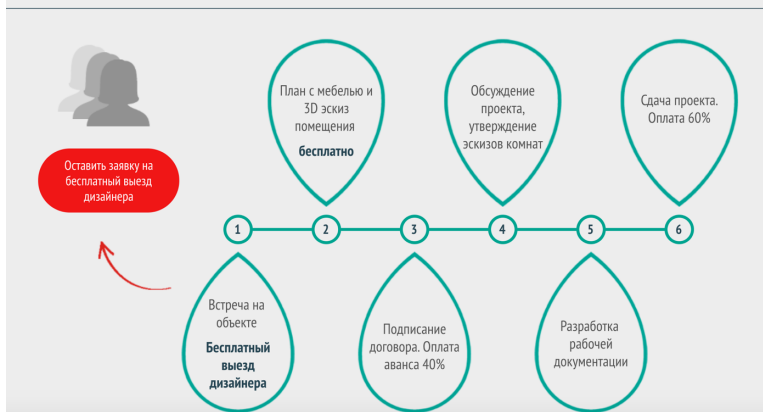 Оставить заявку на
бесплатный выезд
дизайнера
1
Встреча на
объекте
Бесплатный
выезд
дизайнера
2
План с мебелью и
3D эскиз
помещения
бесплатно
3
Подписание
договора. Оплата
аванса 40%
4
Обсуждение
проекта,
утверждение
эскизов комнат
5
Разработка
рабочей
документации
6
Сдача проекта.
Оплата 60%